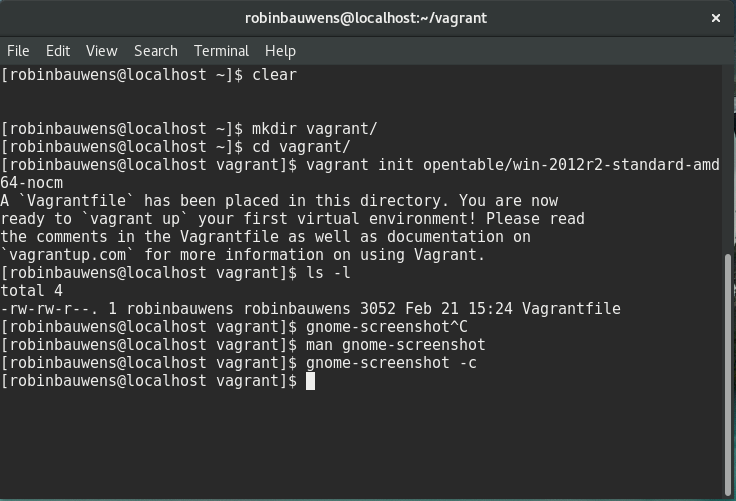 robinbauwens@localhost:~/vagrant
File Edit View Search Terminal Help
[robinbauwens@localhost ~]$ clear
[robinbauwens@localhost ~]$ mkdir vagrant/
[robinbauwens@localhost ~]$ cd vagrant/
[robinbauwens@localhost vagrant]$ vagrant init opentable/win-2012r2-standard-amd
64-nocm
A `Vagrantfile` has been placed in this directory. You are now
ready to `vagrant up` your first virtual environment! Please read
the comments in the Vagrantfile as well as documentation on
`vagrantup.com` for more information on using Vagrant.
[robinbauwens@localhost vagrant]$ ls -l
total 4
-rw-rw-r--. 1 robinbauwens robinbauwens 3052 Feb 21 15:24 Vagrantfile
[robinbauwens@localhost vagrant]$ gnome-screenshot^C
[robinbauwens@localhost vagrant]$ man gnome-screenshot
[robinbauwens@localhost vagrant]$ gnome-screenshot -c
[robinbauwens@localhost vagrant]$